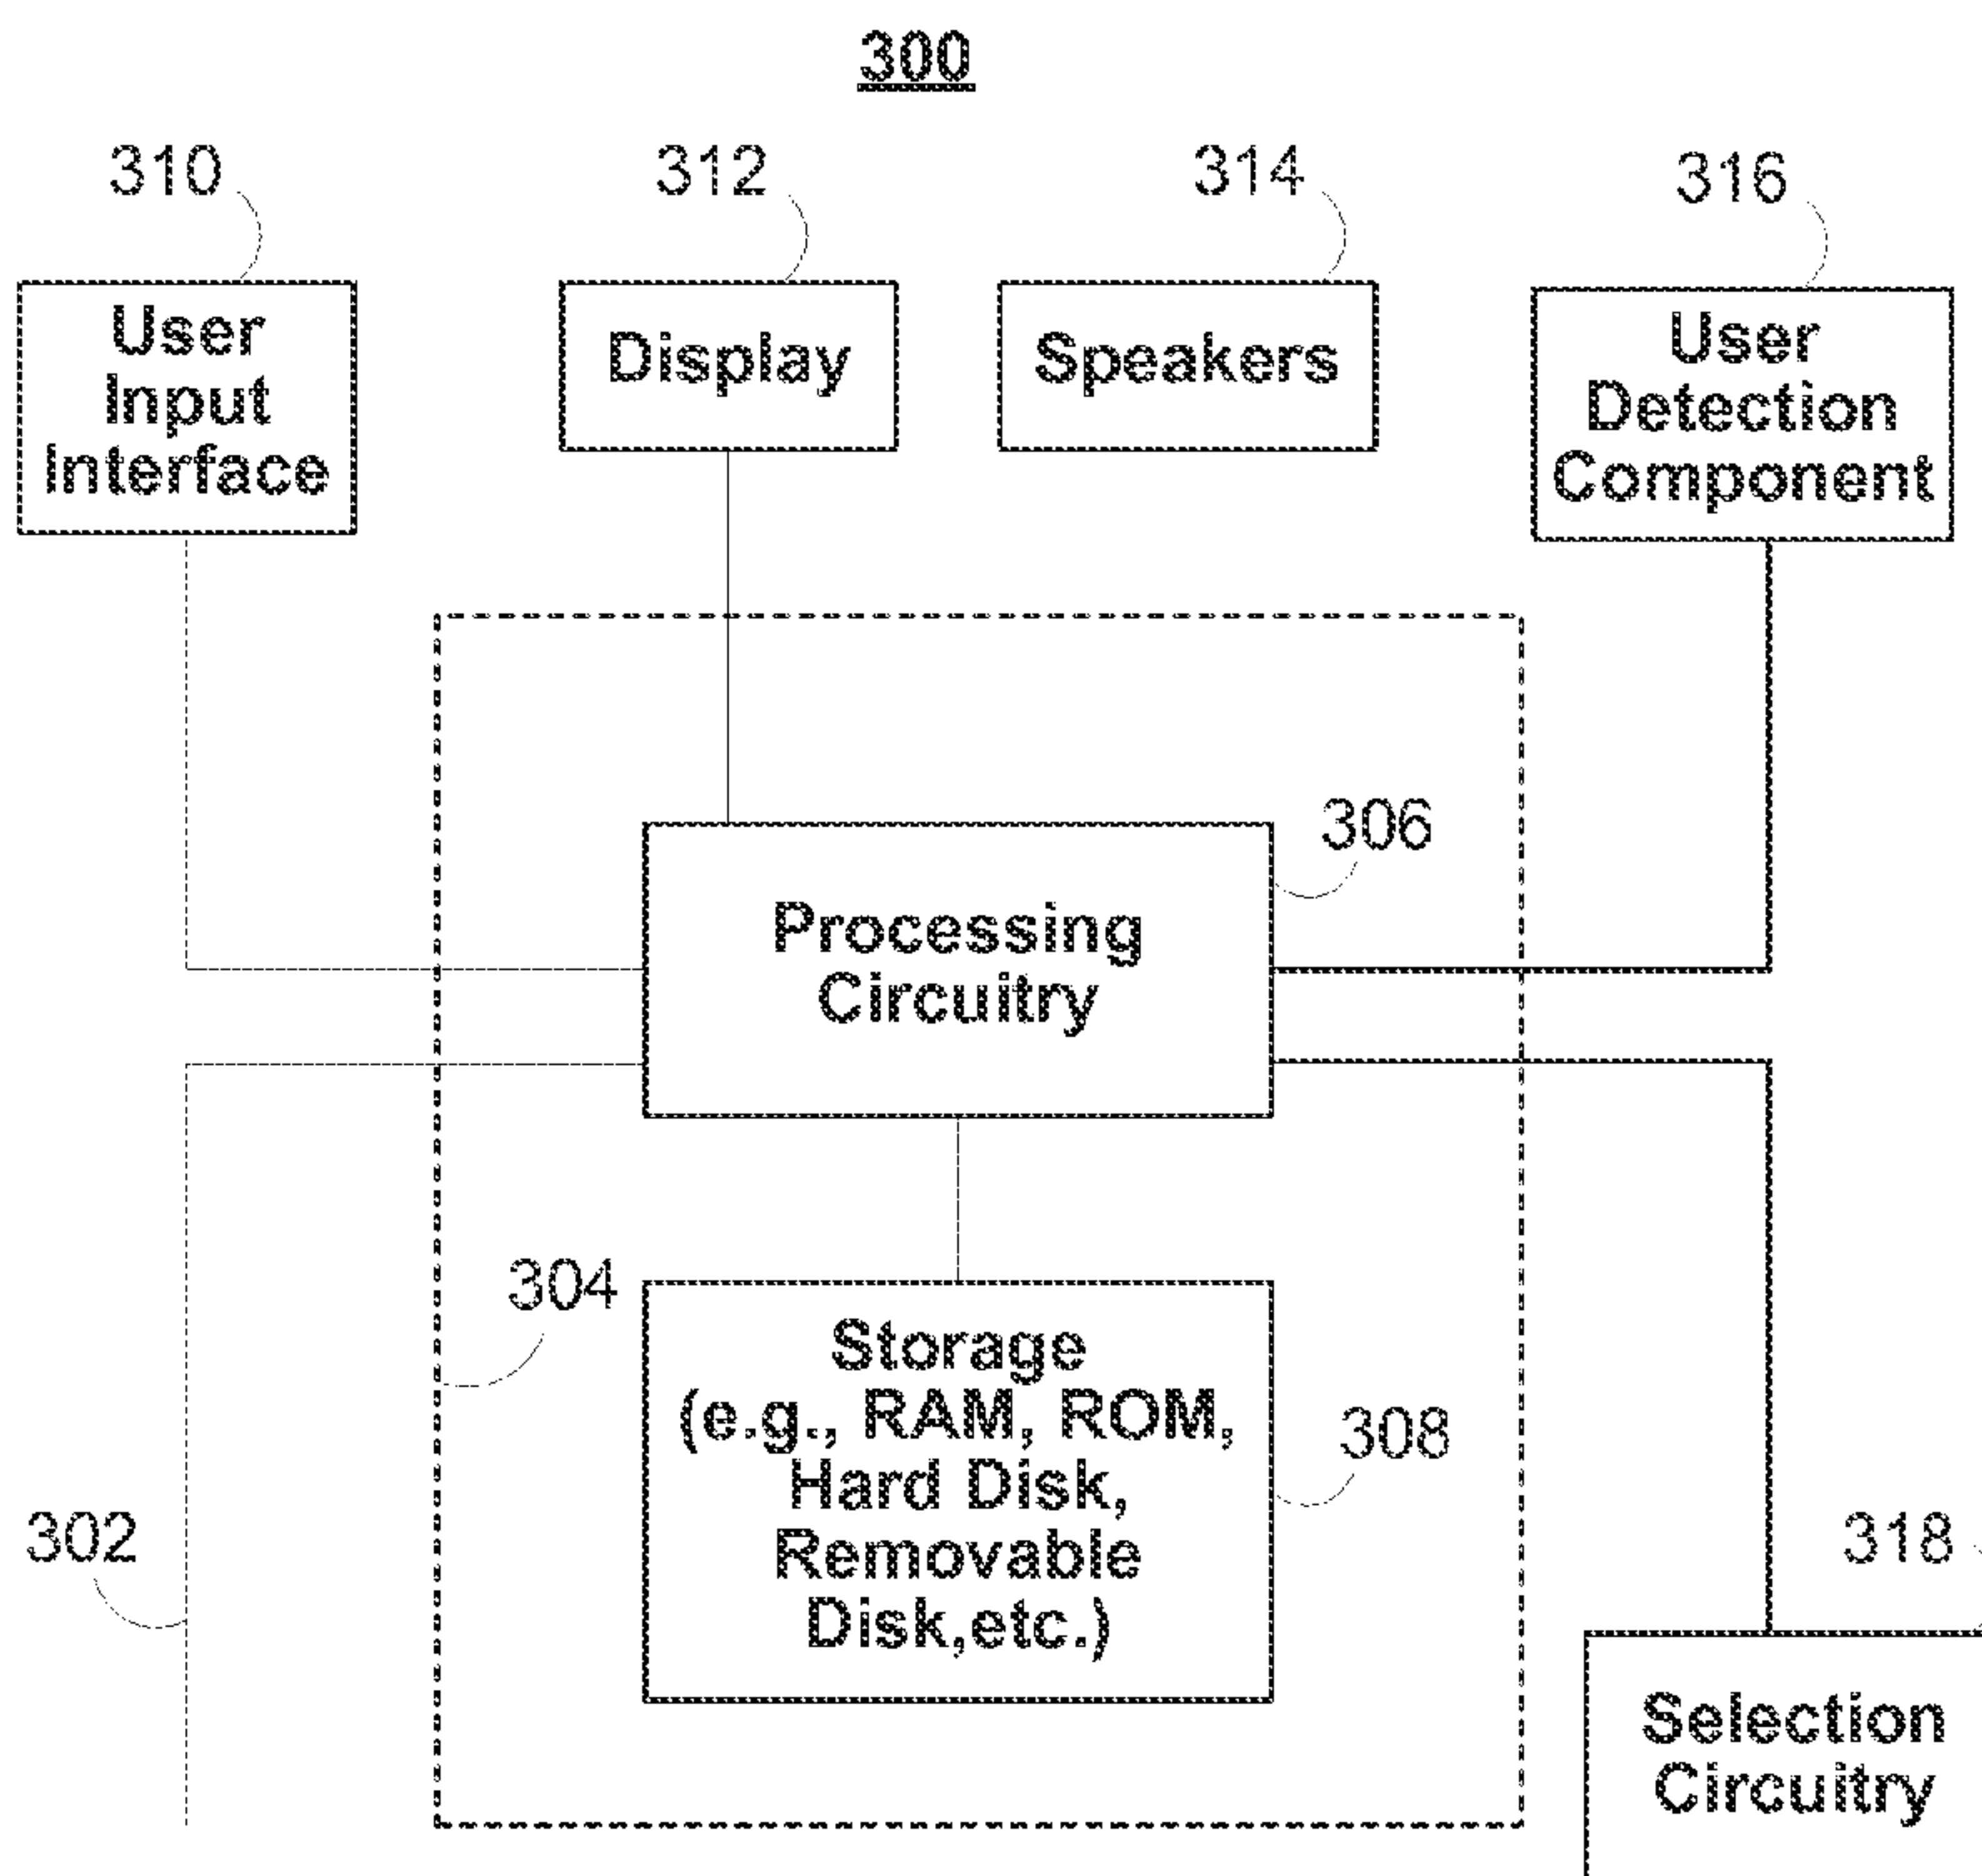 300
310
312
314
316
User
Input
Interface
Display
Speakers
User
Detection
Component
306
Processing
Circuitry
304
Storage
(e.g., RAM, ROM,
Hard Disk,
Removable
Disk,etc.)
308
302
318
Selection
Circuitry